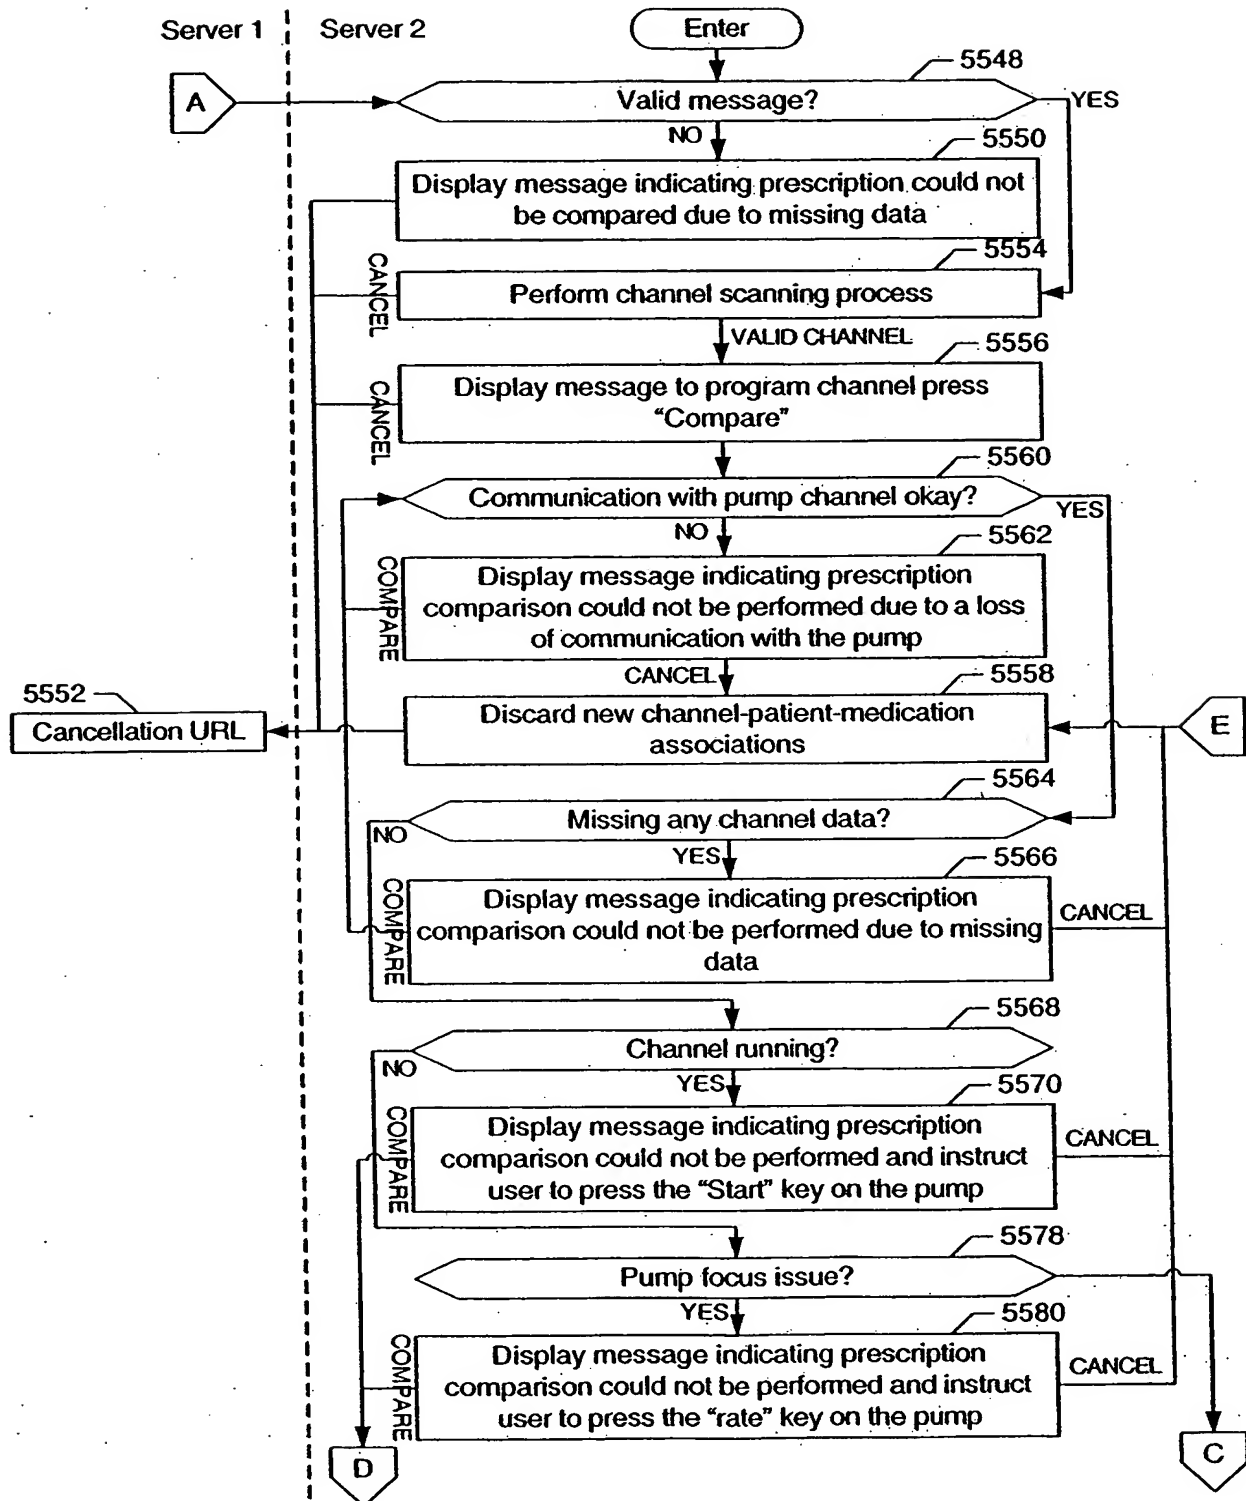 Server 1
Server 2
Enter
5548
A
Valid message?
YES
NO
5550
Display message indicating prescription could not
be compared due to missing data
5554
CANCEL
Perform channel scanning process
VALID CHANNEL
5556
CANCEL
Display message to program channel press
“Compare”
5560
Communication with pump channel okay?
YES
NO
5562
COMPARE
Display message indicating prescription
comparison could not be performed due to a loss
of communication with the pump
CANCEL
5558
5552
Cancellation URL
Discard new channel-patient-medication
associations
E
5564
Missing any channel data?
NO
YES
5566
COMPARE
Display message indicating prescription
comparison could not be performed due to missing
data
CANCEL
5568
Channel running?
NO
YES
5570
COMPARE
Display message indicating prescription
comparison could not be performed and instruct
user to press the “Start” key on the pump
CANCEL
5578
Pump focus issue?
YES
5580
COMPARE
Display message indicating prescription
comparison could not be performed and instruct
user to press the “rate” key on the pump
CANCEL
D
C